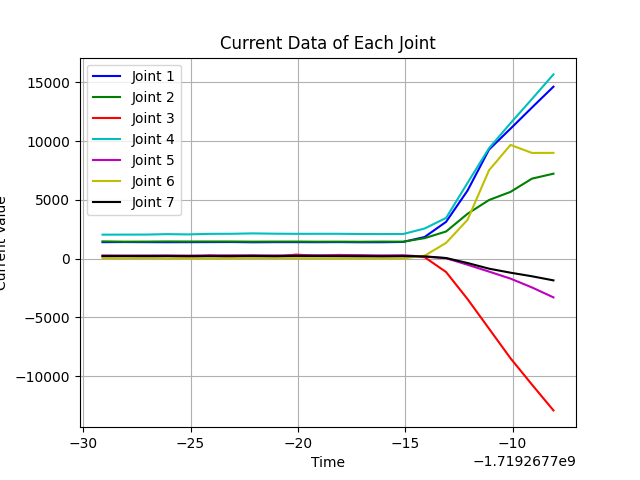 Current Data of Each Joint
Joint 1
Joint 2
Joint 3
Joint 4
Joint 5
Joint 6
Joint 7
15000
10000
5000
0
−5000
−10000
Current Value
−30
−25
−20
−15
−10
Time
−1.7192677e9